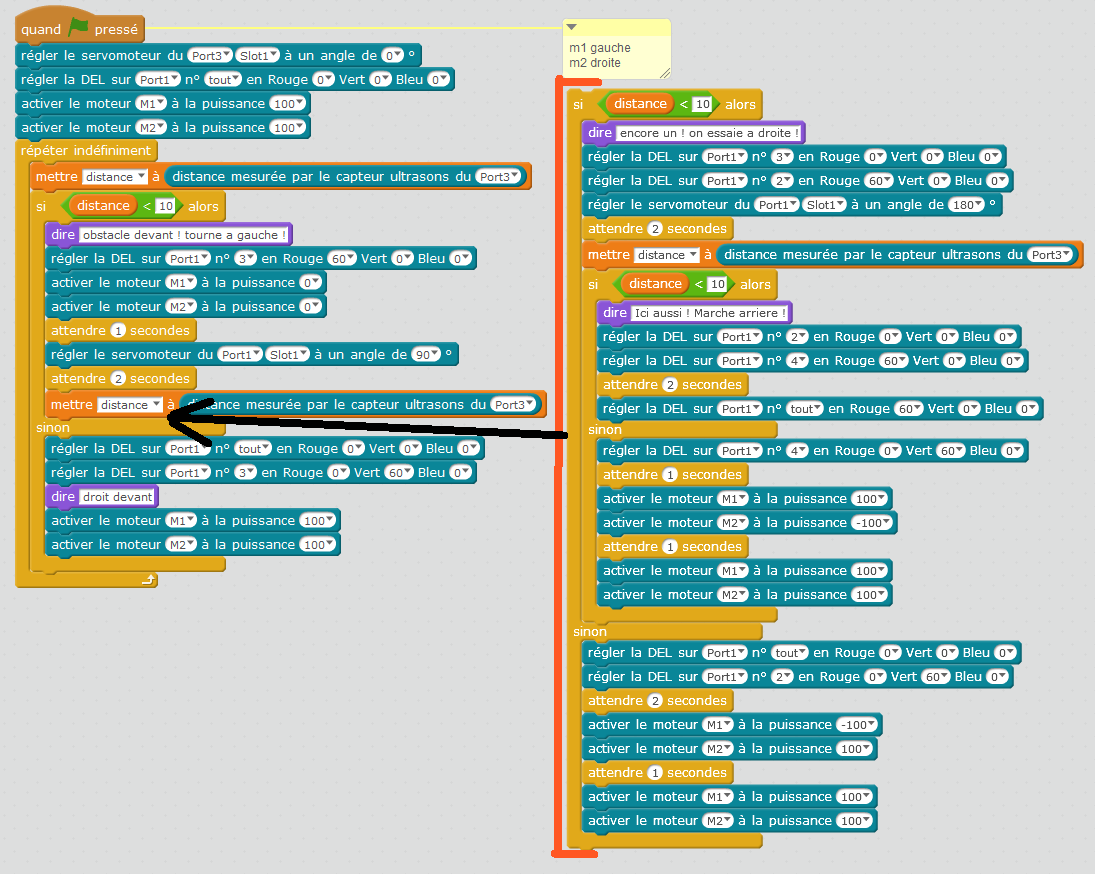 quand pressé
régler le servomoteur du Port3 Slot1 à un angle de 0 °
régler la DEL sur Port1 n° tout en Rouge 0 Vert 0 Bleu 0
activer le moteur M1 à la puissance 100
activer le moteur M2 à la puissance 100
répéter indéfiniment
mettre distance à distance mesurée par le capteur ultrasons du Port3
si distance < 10 alors
dire obstacle devant ! tourne a gauche !
régler la DEL sur Port1 n° 3 en Rouge 60 Vert 0 Bleu 0
activer le moteur M1 à la puissance 0
activer le moteur M2 à la puissance 0
attendre 1 secondes
régler le servomoteur du Port1 Slot1 à un angle de 90 °
attendre 2 secondes
mettre distance à distance mesurée par le capteur ultrasons du Port3
sinon
régler la DEL sur Port1 n° tout en Rouge 0 Vert 0 Bleu 0
régler la DEL sur Port1 n° 3 en Rouge 0 Vert 60 Bleu 0
dire droit devant
activer le moteur M1 à la puissance 100
activer le moteur M2 à la puissance 100
m1 gauche
m2 droite
si distance < 10 alors
dire encore un ! on essaie a droite !
régler la DEL sur Port1 n° 3 en Rouge 0 Vert 0 Bleu 0
régler la DEL sur Port1 n° 2 en Rouge 60 Vert 0 Bleu 0
régler le servomoteur du Port1 Slot1 à un angle de 180 °
attendre 2 secondes
mettre distance à distance mesurée par le capteur ultrasons du Port3
si distance < 10 alors
dire Ici aussi ! Marche arriere !
régler la DEL sur Port1 n° 2 en Rouge 0 Vert 0 Bleu 0
régler la DEL sur Port1 n° 4 en Rouge 60 Vert 0 Bleu 0
attendre 2 secondes
régler la DEL sur Port1 n° tout en Rouge 60 Vert 0 Bleu 0
sinon
régler la DEL sur Port1 n° 4 en Rouge 0 Vert 60 Bleu 0
attendre 1 secondes
activer le moteur M1 à la puissance 100
activer le moteur M2 à la puissance -100
attendre 1 secondes
activer le moteur M1 à la puissance 100
activer le moteur M2 à la puissance 100
sinon
régler la DEL sur Port1 n° tout en Rouge 0 Vert 0 Bleu 0
régler la DEL sur Port1 n° 2 en Rouge 0 Vert 60 Bleu 0
attendre 2 secondes
activer le moteur M1 à la puissance -100
activer le moteur M2 à la puissance 100
attendre 1 secondes
activer le moteur M1 à la puissance 100
activer le moteur M2 à la puissance 100